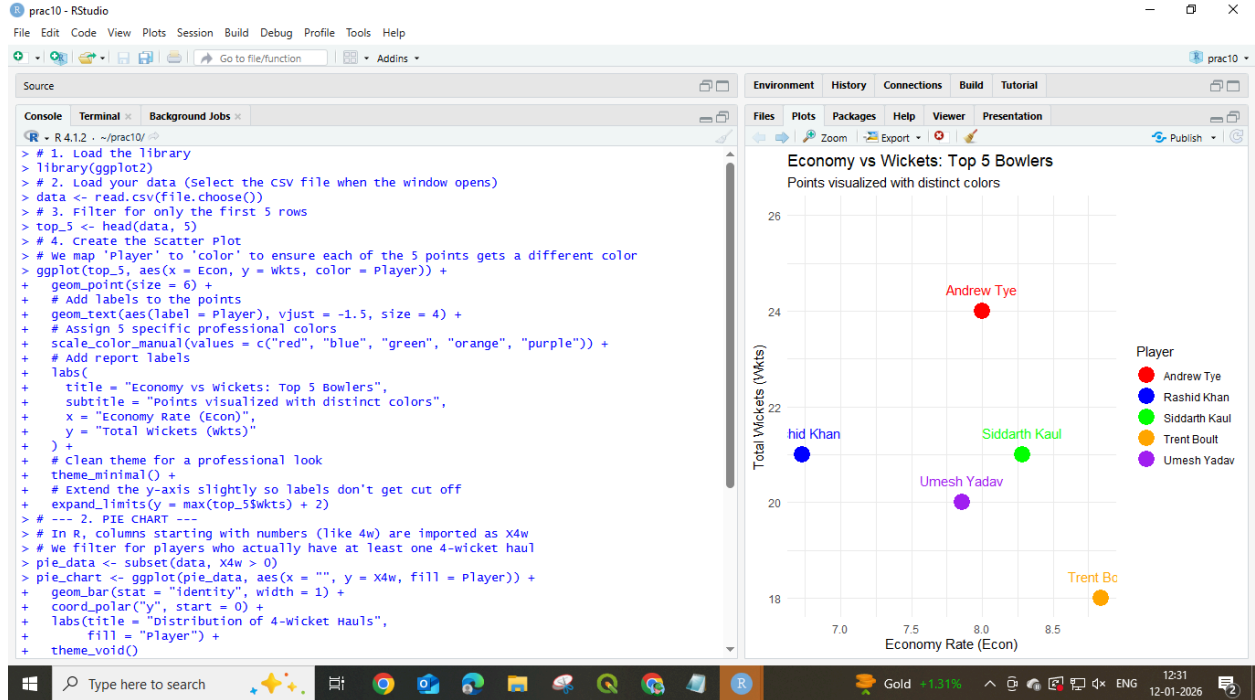 prac10 - RStudio
File Edit Code View Plots Session Build Debug Profile Tools Help
Go to file/function Addins prac10
Source
Console Terminal Background Jobs
R 4.1.2 · ~/prac10/
> # 1. Load the library
> library(ggplot2)
> # 2. Load your data (Select the CSV file when the window opens)
> data <- read.csv(file.choose())
> # 3. Filter for only the first 5 rows
> top_5 <- head(data, 5)
> # 4. Create the Scatter Plot
> # We map 'Player' to 'color' to ensure each of the 5 points gets a different color
> ggplot(top_5, aes(x = Econ, y = Wkts, color = Player)) +
+   geom_point(size = 6) +
+   # Add labels to the points
+   geom_text(aes(label = Player), vjust = -1.5, size = 4) +
+   # Assign 5 specific professional colors
+   scale_color_manual(values = c("red", "blue", "green", "orange", "purple")) +
+   # Add report labels
+   labs(
+     title = "Economy vs Wickets: Top 5 Bowlers",
+     subtitle = "Points visualized with distinct colors",
+     x = "Economy Rate (Econ)",
+     y = "Total Wickets (Wkts)"
+   ) +
+   # Clean theme for a professional look
+   theme_minimal() +
+   # Extend the y-axis slightly so labels don't get cut off
+   expand_limits(y = max(top_5$Wkts) + 2)
> # --- 2. PIE CHART ---
> # In R, columns starting with numbers (like 4w) are imported as X4w
> # We filter for players who actually have at least one 4-wicket haul
> pie_data <- subset(data, X4w > 0)
> pie_chart <- ggplot(pie_data, aes(x = "", y = X4w, fill = Player)) +
+   geom_bar(stat = "identity", width = 1) +
+   coord_polar("y", start = 0) +
+   labs(title = "Distribution of 4-Wicket Hauls",
+        fill = "Player") +
+   theme_void()
Environment History Connections Build Tutorial
Files Plots Packages Help Viewer Presentation
Zoom Export Publish
Economy vs Wickets: Top 5 Bowlers
Points visualized with distinct colors
Total Wickets (Wkts)
26
24
22
20
18
Andrew Tye
hid Khan
Siddarth Kaul
Umesh Yadav
Trent Bo
7.0 7.5 8.0 8.5
Economy Rate (Econ)
Player
Andrew Tye
Rashid Khan
Siddarth Kaul
Trent Boult
Umesh Yadav
Type here to search
Gold +1.31%
ENG
12:31
12-01-2026
2